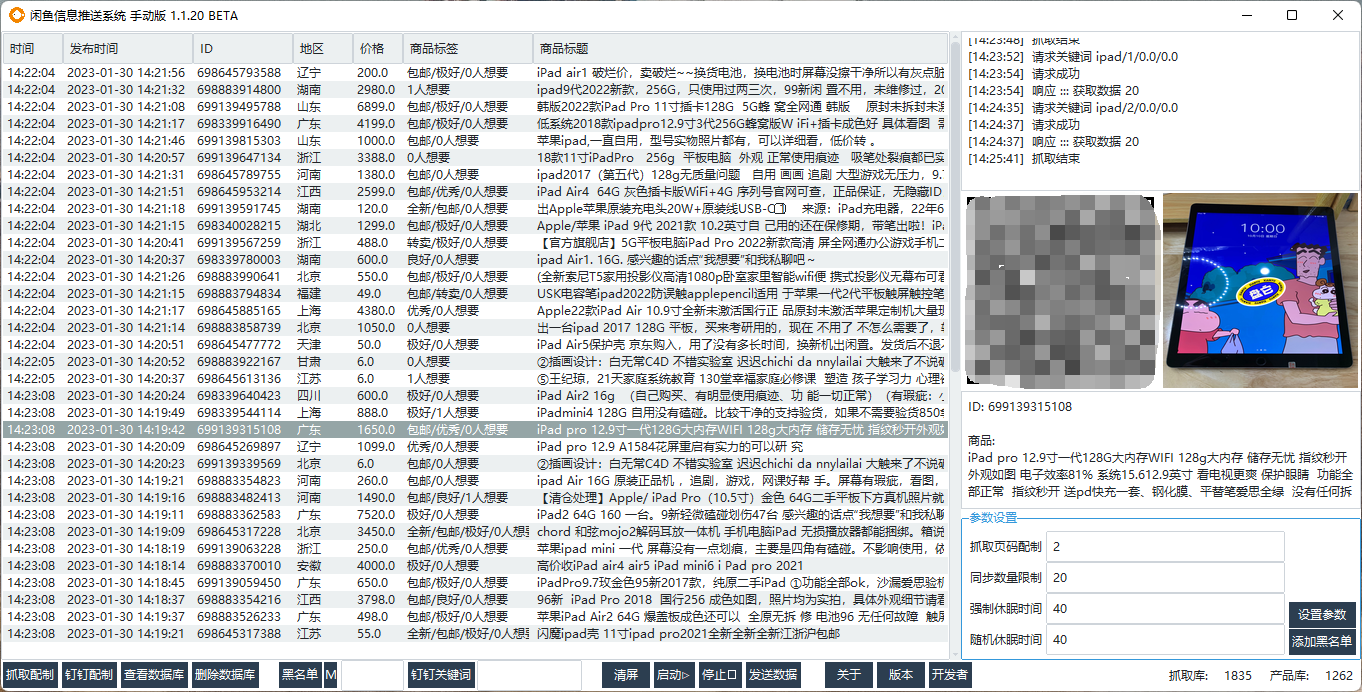 闲鱼信息推送系统 手动版 1.1.20 BETA
时间 发布时间 ID 地区 价格 商品标签 商品标题
14:22:04 2023-01-30 14:21:56 698645793588 辽宁 200.0 包邮/极好/0人想要 iPad air1 破烂价，卖破烂~~换货电池，换电池时屏幕没擦干净所以有灰点脏
14:22:04 2023-01-30 14:21:32 698883914800 湖南 2980.0 1人想要 ipad9代2022新款，256G，只使用过两三次，99新闲 置不用，未维修过，20
14:22:04 2023-01-30 14:21:08 699139495788 山东 6899.0 包邮/极好/0人想要 韩版2022款iPad Pro 11寸插卡128G 5G蜂 窝全网通 韩版 原封未拆封未激
14:22:04 2023-01-30 14:21:17 698339916490 广东 4199.0 包邮/极好/0人想要 低系统2018款ipadpro12.9寸3代256G蜂窝版W iFi+插卡成色好 具体看图 需
14:22:04 2023-01-30 14:21:46 699139815303 山东 1000.0 包邮/0人想要 苹果ipad,一直自用，型号实物照片都有，可以详细看，低价转 。
14:22:04 2023-01-30 14:20:57 699139647134 浙江 3388.0 0人想要 18款11寸iPadPro 256g 平板电脑 外观 正常使用痕迹 吸笔处裂痕都已实
14:22:04 2023-01-30 14:21:31 698645789755 河南 1380.0 包邮/0人想要 ipad2017（第五代）128g无质量问题 自用 画画 追剧 大型游戏无压力，9.7
14:22:04 2023-01-30 14:21:51 698645953214 江西 2599.0 包邮/优秀/0人想要 iPad Air4 64G 灰色插卡版WiFi+4G 序列号官网可查，正品保证，无隐藏ID
14:22:04 2023-01-30 14:21:18 699139591745 湖南 120.0 全新/包邮/0人想要 出Apple苹果原装充电头20W+原装线USB-C口 来源：iPad充电器，22年6
14:22:04 2023-01-30 14:21:15 698340028215 湖北 1299.0 包邮/极好/0人想要 Apple/苹果 iPad 9代 2021款 10.2英寸自 己用的还在保修期，带笔出啦！iPa
14:22:04 2023-01-30 14:20:41 699139567259 浙江 488.0 转卖/极好/0人想要 【官方旗舰店】5G平板电脑iPad Pro 2022新款高清 屏全网通办公游戏手机二
14:22:04 2023-01-30 14:20:37 698339780003 湖南 600.0 良好/0人想要 ipad Air1. 16G. 感兴趣的话点“我想要”和我私聊吧～
14:22:04 2023-01-30 14:21:26 698883990641 北京 550.0 包邮/极好/0人想要 (全新索尼T5家用投影仪高清1080p卧室家里智能wifi便 携式投影仪无幕布可看
14:22:04 2023-01-30 14:21:15 698883794834 福建 49.0 包邮/转卖/0人想要 USK电容笔ipad2022防误触applepencil适用 于苹果一代2代平板触屏触控笔
14:22:04 2023-01-30 14:21:17 698645885165 上海 4380.0 优秀/0人想要 Apple22款iPad Air 10.9寸全新未激活国行正 品原封未激活苹果定制机大量现
14:22:04 2023-01-30 14:21:14 698883858739 北京 1050.0 0人想要 出一台ipad 2017 128G 平板，买来考研用的，现在 不用了 不怎么需要了，
14:22:04 2023-01-30 14:20:51 698645477772 天津 50.0 极好/0人想要 iPad Air5保护壳 京东购入，用了没有多长时间，换新机出闲置。发货后不退不
14:22:05 2023-01-30 14:20:52 698883922167 甘肃 6.0 0人想要 ②插画设计：白无常C4D 不错实验室 迟迟chichi da nnylailai 大触来了不说破
14:22:05 2023-01-30 14:20:37 698645613136 江苏 6.0 1人想要 ⑤王纪琼，21天家庭系统教育 130堂幸福家庭必修课 塑造 孩子学习力 心理讲
14:23:08 2023-01-30 14:20:24 698339640423 四川 600.0 极好/0人想要 iPad Air2 16g （自己购买、有明显使用痕迹、功 能一切正常）（有瑕疵：小
14:23:08 2023-01-30 14:19:49 698339544114 上海 888.0 极好/1人想要 iPadmini4 128G 自用没有磕碰。比较干净的支持验货，如果不需要验货850单
14:23:08 2023-01-30 14:19:42 699139315108 广东 1650.0 包邮/优秀/0人想要 iPad pro 12.9寸一代128G大内存WIFI 128g大内存 储存无忧 指纹秒开外观如
14:23:08 2023-01-30 14:20:08 698645269897 辽宁 1099.0 优秀/0人想要 iPad pro 12.9 A1584花屏重启有实力的可以研 究
14:23:08 2023-01-30 14:20:23 699139339569 北京 6.0 包邮/0人想要 ②插画设计：白无常C4D 不错实验室 迟迟chichi da nnylailai 大触来了不说破
14:23:08 2023-01-30 14:19:21 698883354823 河南 260.0 包邮/0人想要 ipad Air 16G 原装正品机 ，追剧，游戏，网课好帮 手。屏幕有瑕疵，看图，
14:23:08 2023-01-30 14:19:16 698883482413 河南 1490.0 包邮/良好/1人想要 【清仓处理】Apple/ iPad Pro（10.5寸）金色 64G二手平板下方真机照片就
14:23:08 2023-01-30 14:19:11 698883362583 广东 7520.0 极好/0人想要 iPad2 64G 160 一台。9新轻微磕碰划伤47台 感兴趣的话点“我想要”和我私聊
14:23:08 2023-01-30 14:19:09 698645317228 北京 3450.0 全新/包邮/极好/0人想要 chord 和弦mojo2解码耳放一体机 手机电脑iPad 无损播放器都能捆绑。箱说
14:23:08 2023-01-30 14:18:19 699139063228 浙江 250.0 包邮/优秀/0人想要 苹果ipad mini 一代 屏幕没有一点划痕，主要是四角有磕碰。不影响使用，依
14:23:08 2023-01-30 14:18:14 698883370010 安徽 4000.0 极好/0人想要 高价收iPad air4 air5 iPad mini6 i Pad pro 2021
14:23:08 2023-01-30 14:18:45 699139059450 广东 650.0 包邮/极好/0人想要 iPadPro9.7玫金色95新2017款，纯原二手iPad ①功能全部ok，沙漏爱思验机
14:23:08 2023-01-30 14:18:37 698883354216 江西 3798.0 包邮/良好/0人想要 96新 iPad Pro 2018 国行256 成色如图，照片均为实拍，具体外观细节请看
14:23:08 2023-01-30 14:19:37 698883526233 广东 498.0 包邮/0人想要 苹果iPad Air2 64G 爆盖板成色还可以 全原无拆 修 电池96 无任何故障 触屏
14:23:08 2023-01-30 14:19:21 698645317388 江苏 55.0 全新/包邮/极好/0人想要 闪魔ipad壳 11寸ipad pro2021全新全新全新江浙沪包邮
[14:23:48] 抓取结束
[14:23:52] 请求关键词 ipad/1/0.0/0.0
[14:23:54] 请求成功
[14:23:54] 响应 ::: 获取数据 20
[14:24:35] 请求关键词 ipad/2/0.0/0.0
[14:24:37] 请求成功
[14:24:37] 响应 ::: 获取数据 20
[14:25:41] 抓取结束
10:00
ID: 699139315108
商品:
iPad pro 12.9寸一代128G大内存WIFI 128g大内存 储存无忧 指纹秒开
外观如图 电子效率81% 系统15.612.9英寸 看电视更爽 保护眼睛 功能全
部正常 指纹秒开 送pd快充一套、钢化膜、平替笔爱思全绿 没有任何拆
参数设置
抓取页码配制 2
同步数量限制 20
强制休眠时间 40
随机休眠时间 40
设置参数
添加黑名单
抓取配制 钉钉配制 查看数据库 删除数据库 黑名单 M 钉钉关键词 清屏 启动▷ 停止口 发送数据 关于 版本 开发者 抓取库: 1835 产品库: 1262